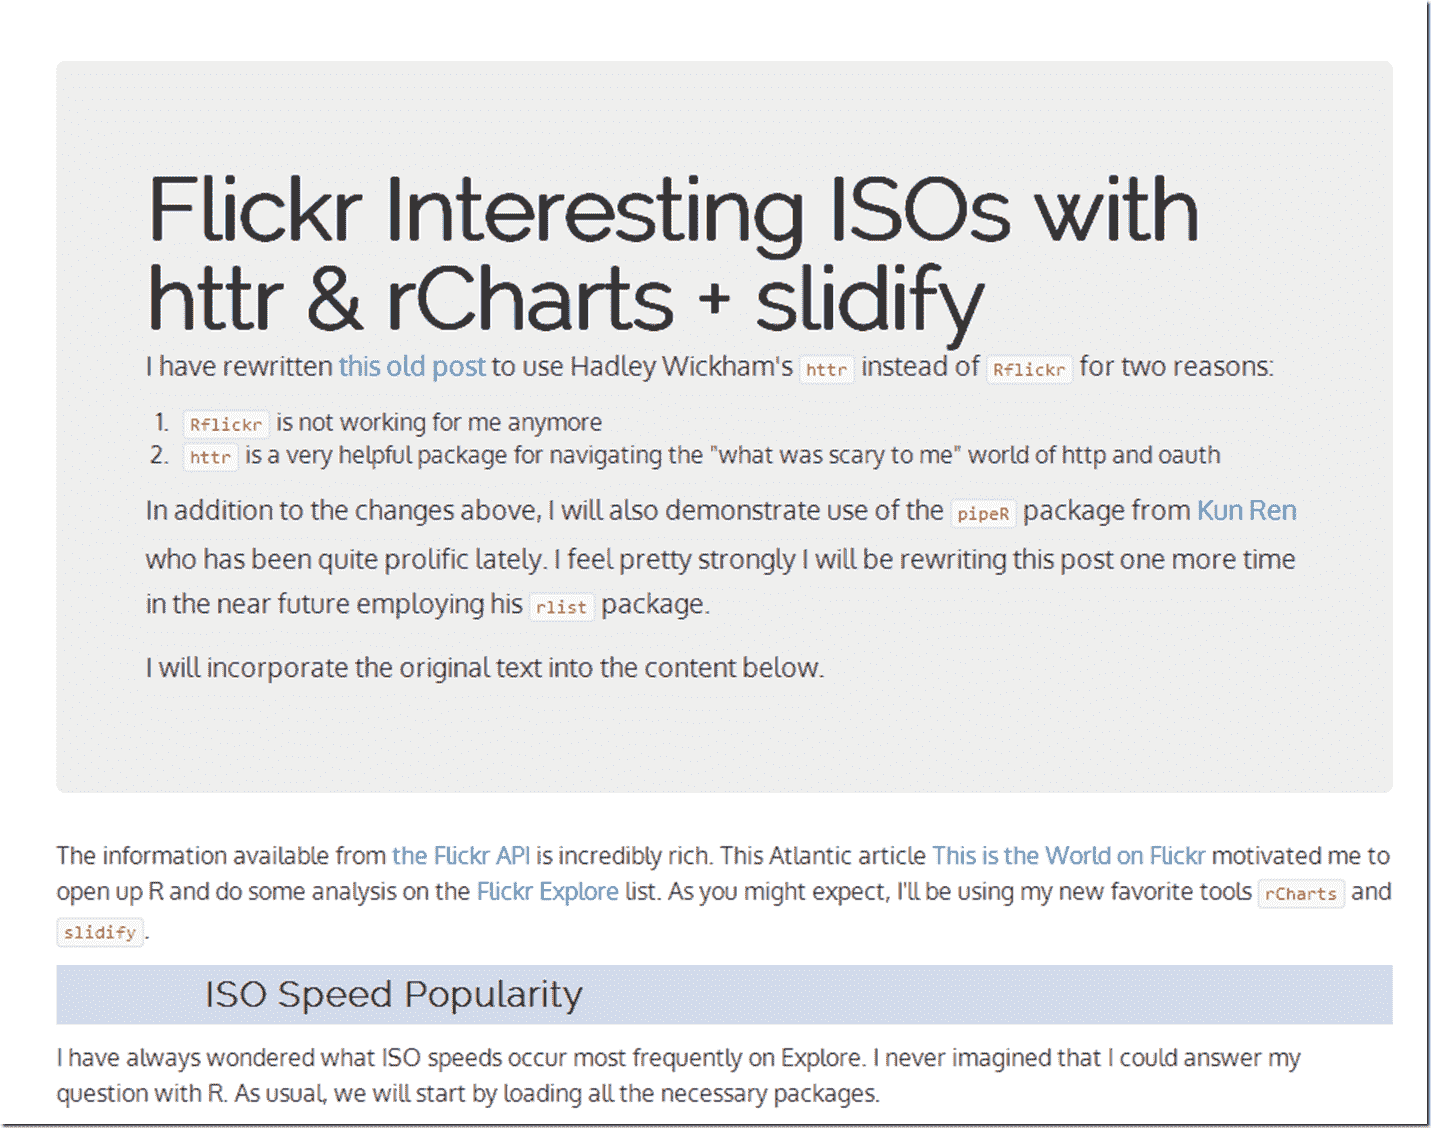 Flickr Interesting ISOs with
httr & rCharts + slidify
I have rewritten this old post to use Hadley Wickham's httr instead of Rflickr for two reasons:
1. Rflickr is not working for me anymore
2. httr is a very helpful package for navigating the "what was scary to me" world of http and oauth
In addition to the changes above, I will also demonstrate use of the pipeR package from Kun Ren
who has been quite prolific lately. I feel pretty strongly I will be rewriting this post one more time
in the near future employing his rlist package.
I will incorporate the original text into the content below.
The information available from the Flickr API is incredibly rich. This Atlantic article This is the World on Flickr motivated me to
open up R and do some analysis on the Flickr Explore list. As you might expect, I'll be using my new favorite tools rCharts and
slidify.
ISO Speed Popularity
I have always wondered what ISO speeds occur most frequently on Explore. I never imagined that I could answer my
question with R. As usual, we will start by loading all the necessary packages.